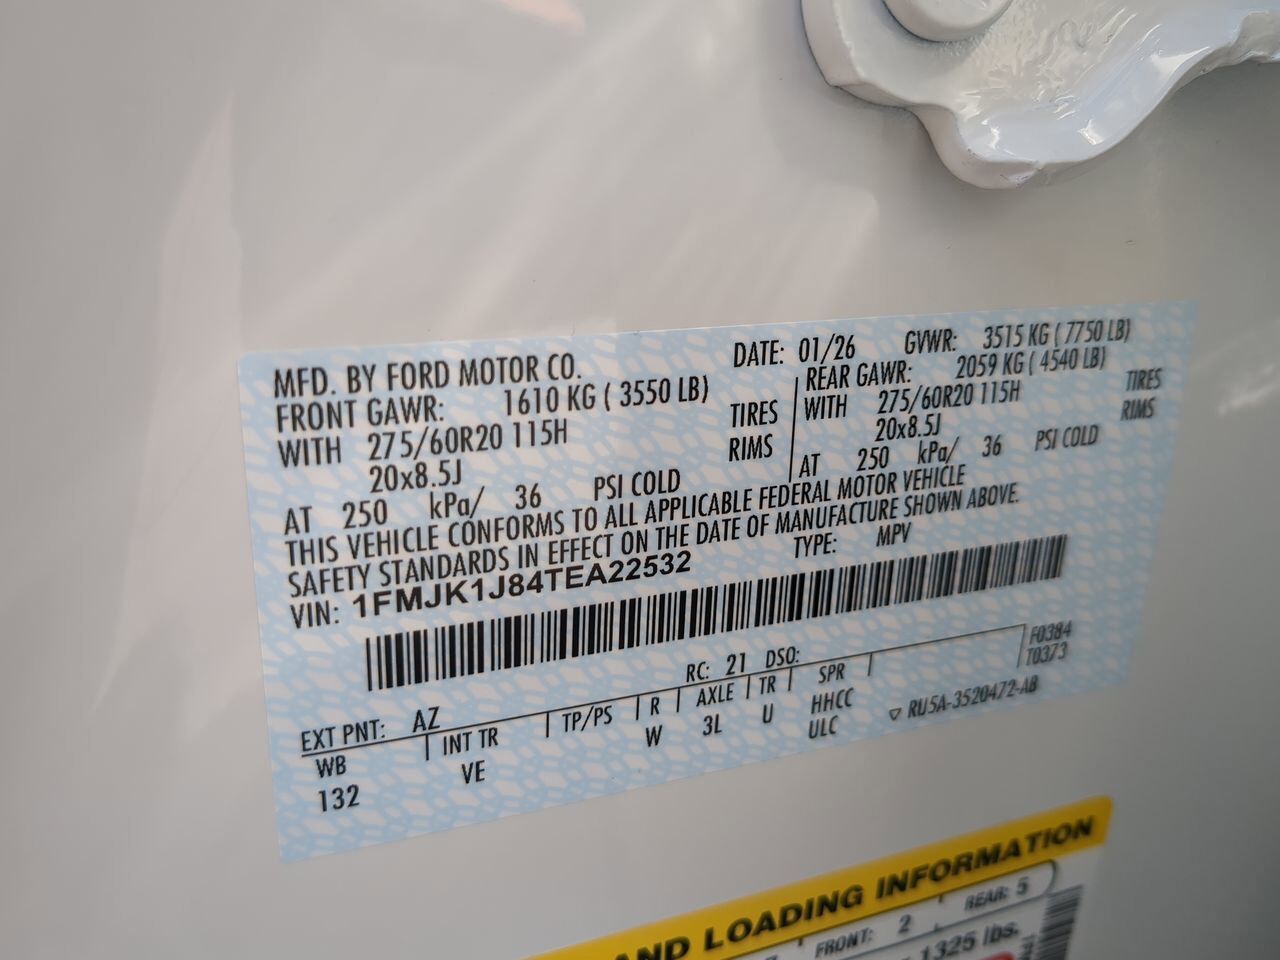 MFD. BY FORD MOTOR CO. DATE: 01/26 GVWR: 3515 KG ( 7750 LB)
FRONT GAWR: 1610 KG ( 3550 LB) REAR GAWR: 2059 KG ( 4540 LB)
WITH 275/60R20 115H TIRES WITH 275/60R20 115H TIRES
20x8.5J RIMS 20x8.5J RIMS
AT 250 kPa/ 36 PSI COLD AT 250 kPa/ 36 PSI COLD
THIS VEHICLE CONFORMS TO ALL APPLICABLE FEDERAL MOTOR VEHICLE
SAFETY STANDARDS IN EFFECT ON THE DATE OF MANUFACTURE SHOWN ABOVE.
VIN: 1FMJK1J84TEA22532 TYPE: MPV
F0384
RC: 21 DSO: T0373
EXT PNT: AZ
WB INT TR TP/PS R AXLE TR SPR
132 VE W 3L U HHCC
ULC ▽ RU5A-3520472-AB
AND LOADING INFORMATION
FRONT: 2 REAR: 5
1325 lbs.